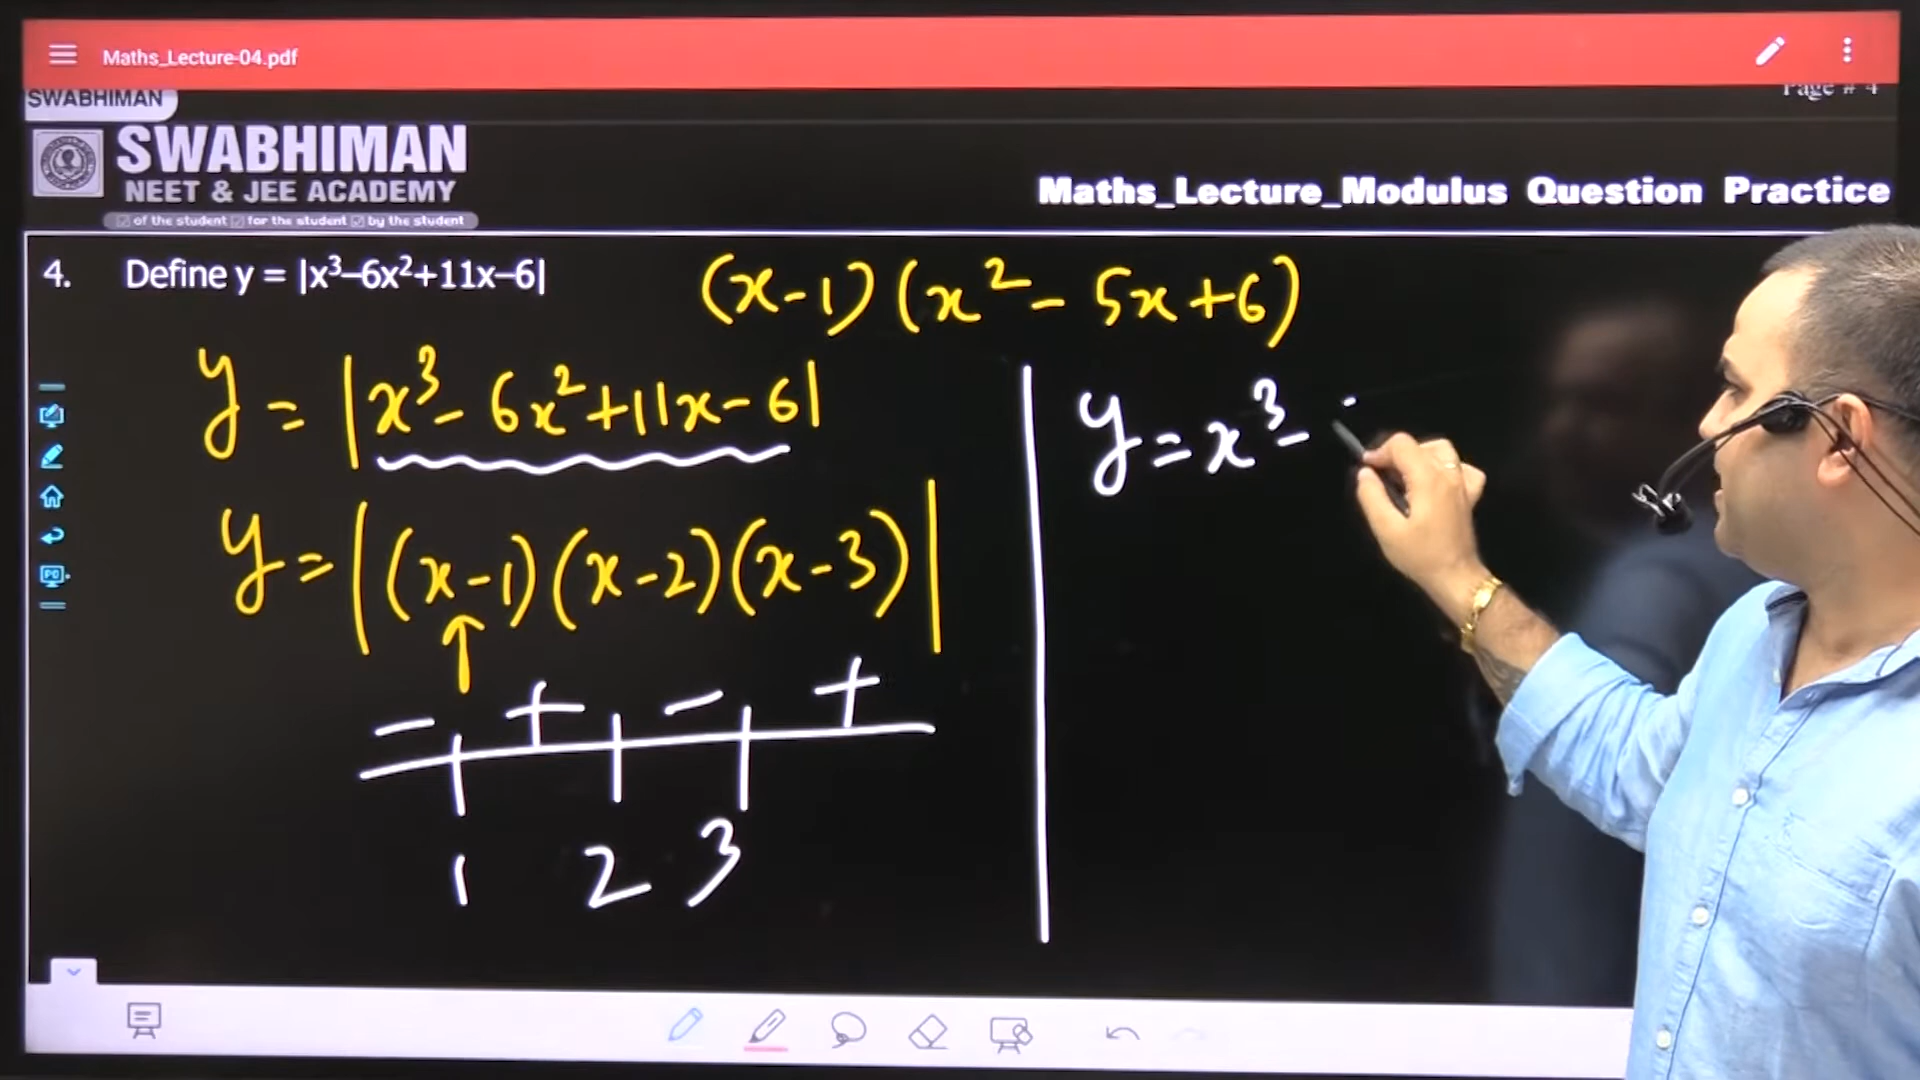 Maths_Lecture-04.pdf
SWABHIMAN
Page # 4
SWABHIMAN
NEET & JEE ACADEMY
of the student for the student by the student
Maths_Lecture_Modulus Question Practice
4. Define y = |x³–6x²+11x–6|
(x-1)(x²-5x+6)
y = |x³-6x²+11x-6|
y = x³-
y = |(x-1)(x-2)(x-3)|
- + - +
1 2 3